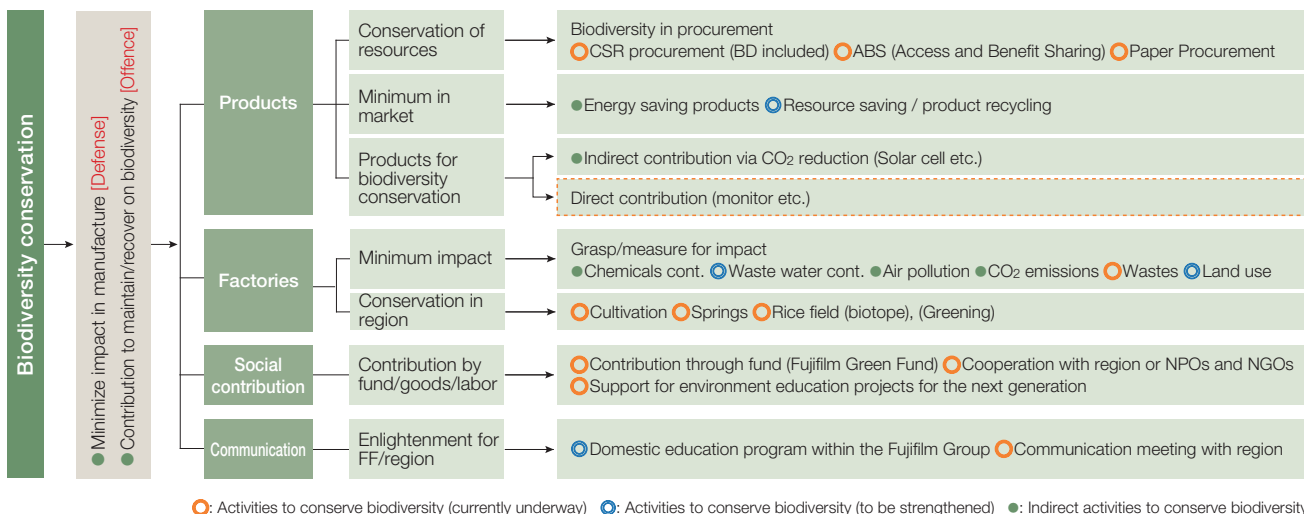 Biodiversity conservation
● Minimize impact in manufacture [Defense]
● Contribution to maintain/recover on biodiversity [Offence]
Products
Conservation of
resources
Biodiversity in procurement
CSR procurement (BD included) ABS (Access and Benefit Sharing) Paper Procurement
Minimum in
market
●Energy saving products Resource saving / product recycling
Products for
biodiversity
conservation
●Indirect contribution via CO₂ reduction (Solar cell etc.)
Direct contribution (monitor etc.)
Factories
Minimum impact
Grasp/measure for impact
●Chemicals cont. Waste water cont. ●Air pollution ●CO₂ emissions Wastes Land use
Conservation in
region
Cultivation Springs Rice field (biotope), (Greening)
Social
contribution
Contribution by
fund/goods/labor
Contribution through fund (Fujifilm Green Fund) Cooperation with region or NPOs and NGOs
Support for environment education projects for the next generation
Communication
Enlightenment for
FF/region
Domestic education program within the Fujifilm Group Communication meeting with region
: Activities to conserve biodiversity (currently underway) : Activities to conserve biodiversity (to be strengthened) ●: Indirect activities to conserve biodiversity